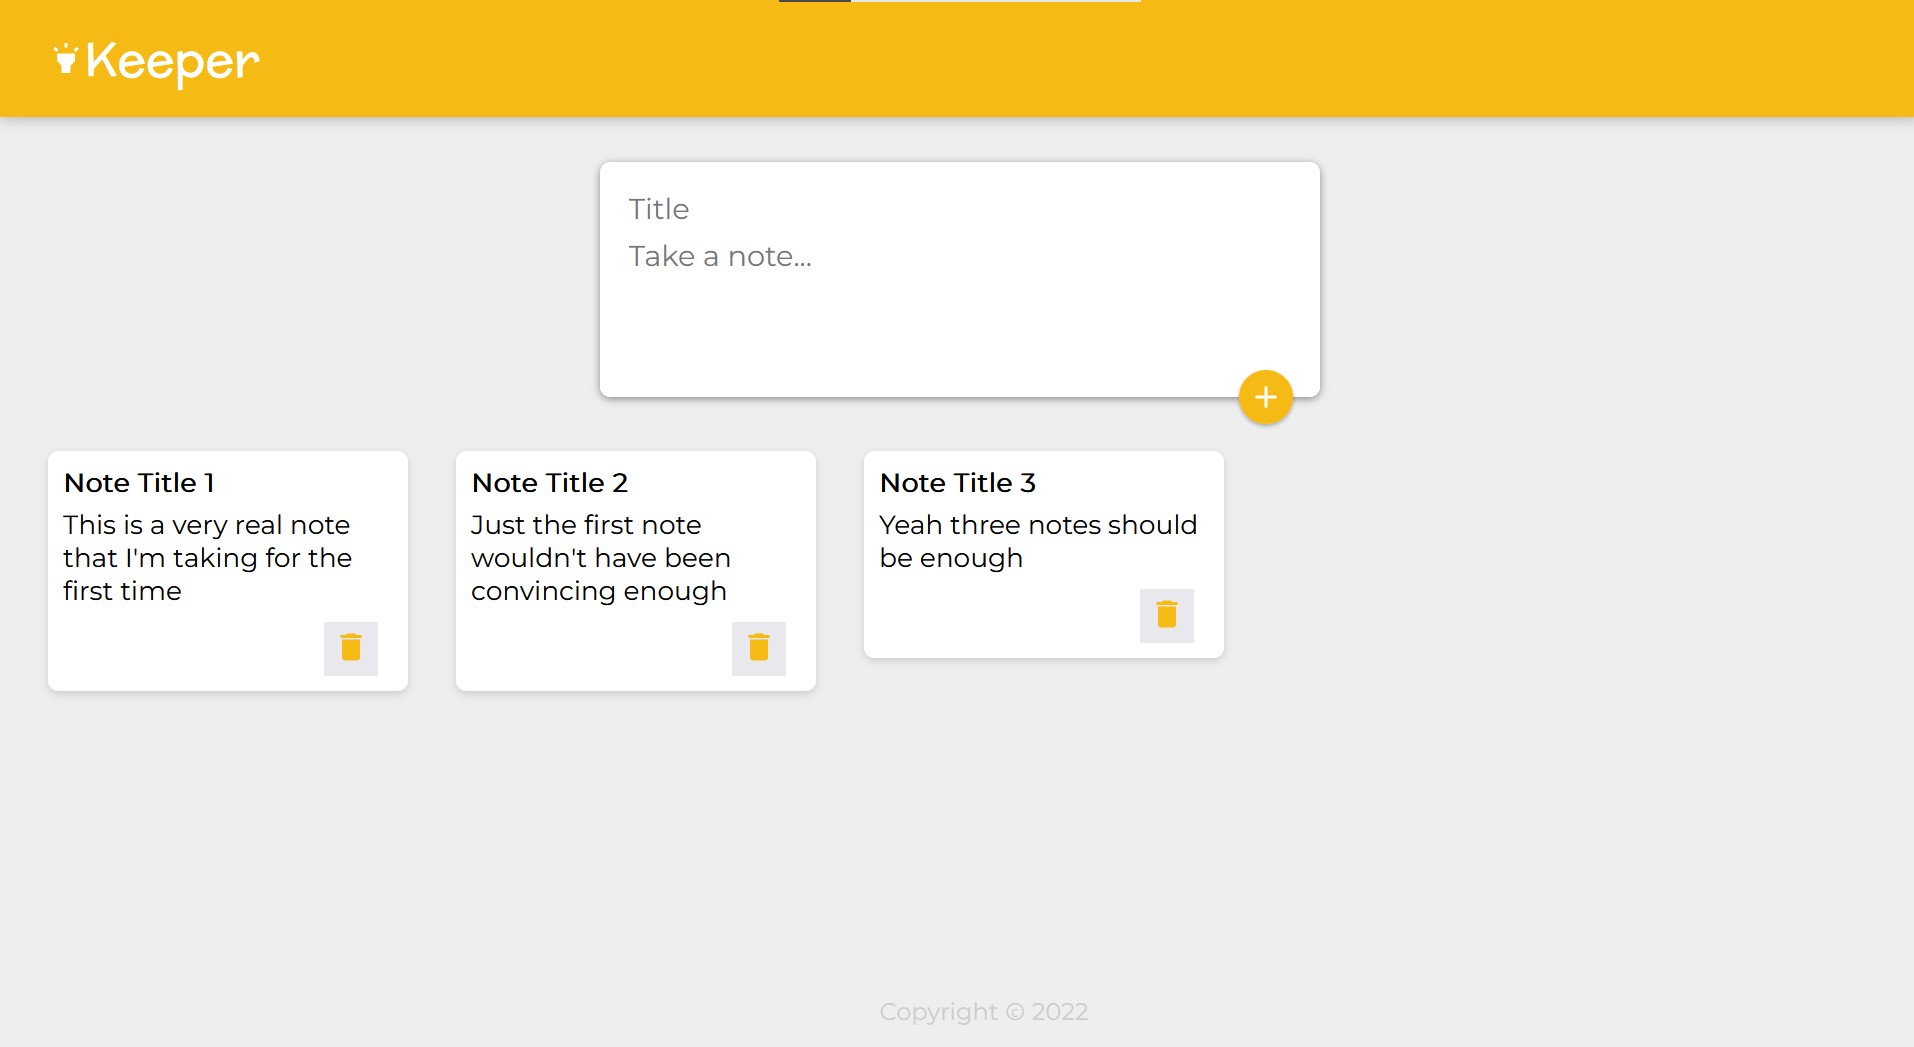 Keeper
Title
Take a note...
Note Title 1
This is a very real note
that I'm taking for the
first time
Note Title 2
Just the first note
wouldn't have been
convincing enough
Note Title 3
Yeah three notes should
be enough
Copyright © 2022